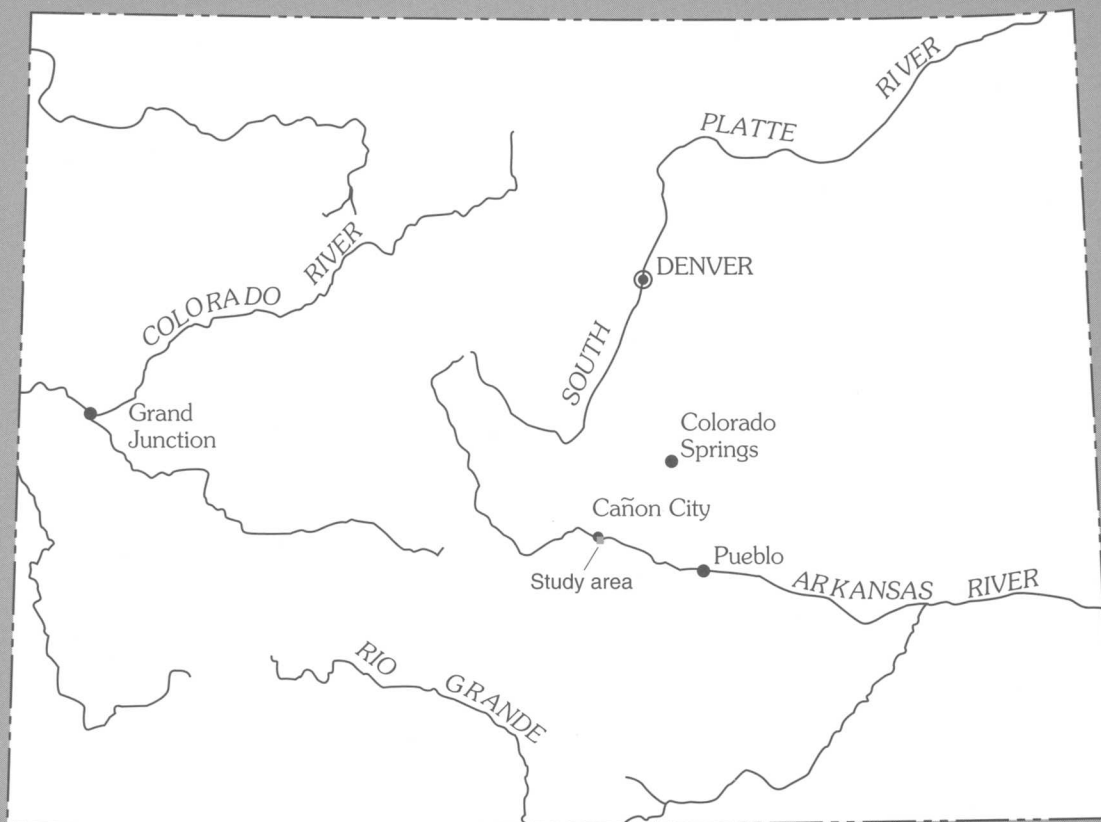 PLATTE RIVER
SOUTH
DENVER
COLORADO RIVER
Grand
Junction
Colorado
Springs
Cañon City
Study area
Pueblo
ARKANSAS RIVER
RIO GRANDE